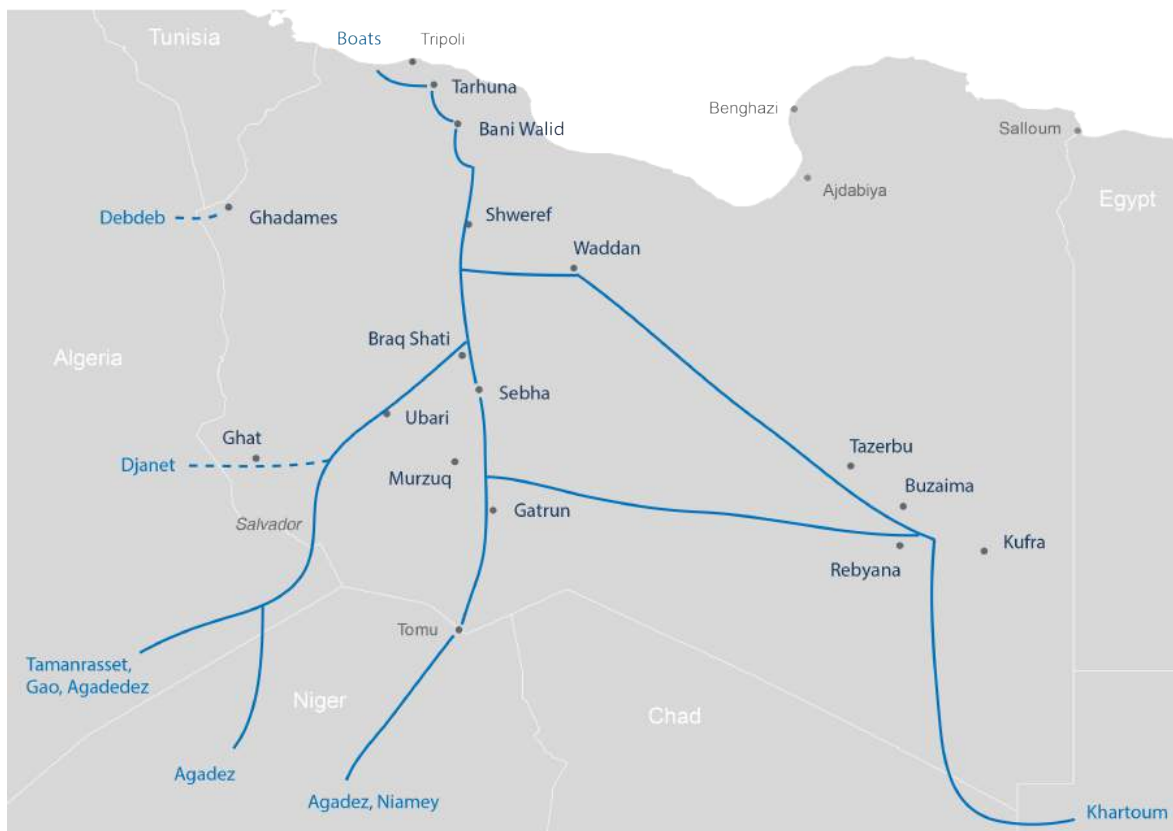 Tunisia
Boats
Tripoli
Tarhuna
Benghazi
Bani Walid
Salloum
Ajdabiya
Egypt
Debdeb
Ghadames
Shweref
Waddan
Braq Shati
Algeria
Sebha
Ubari
Ghat
Djanet
Tazerbu
Murzuq
Buzaima
Gatrun
Salvador
Kufra
Rebyana
Tomu
Tamanrasset,
Gao, Agadedez
Niger
Chad
Agadez
Agadez, Niamey
Khartoum